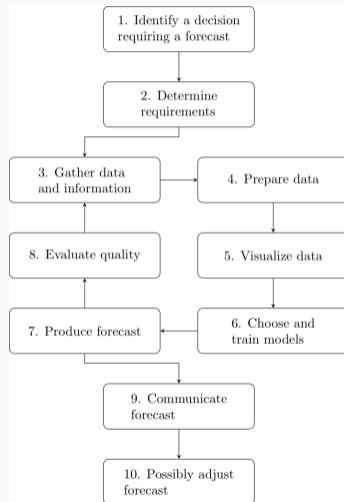 1. Identify a decision
requiring a forecast
2. Determine
requirements
3. Gather data
and information
4. Prepare data
8. Evaluate quality
5. Visualize data
7. Produce forecast
6. Choose and
train models
9. Communicate
forecast
10. Possibly adjust
forecast